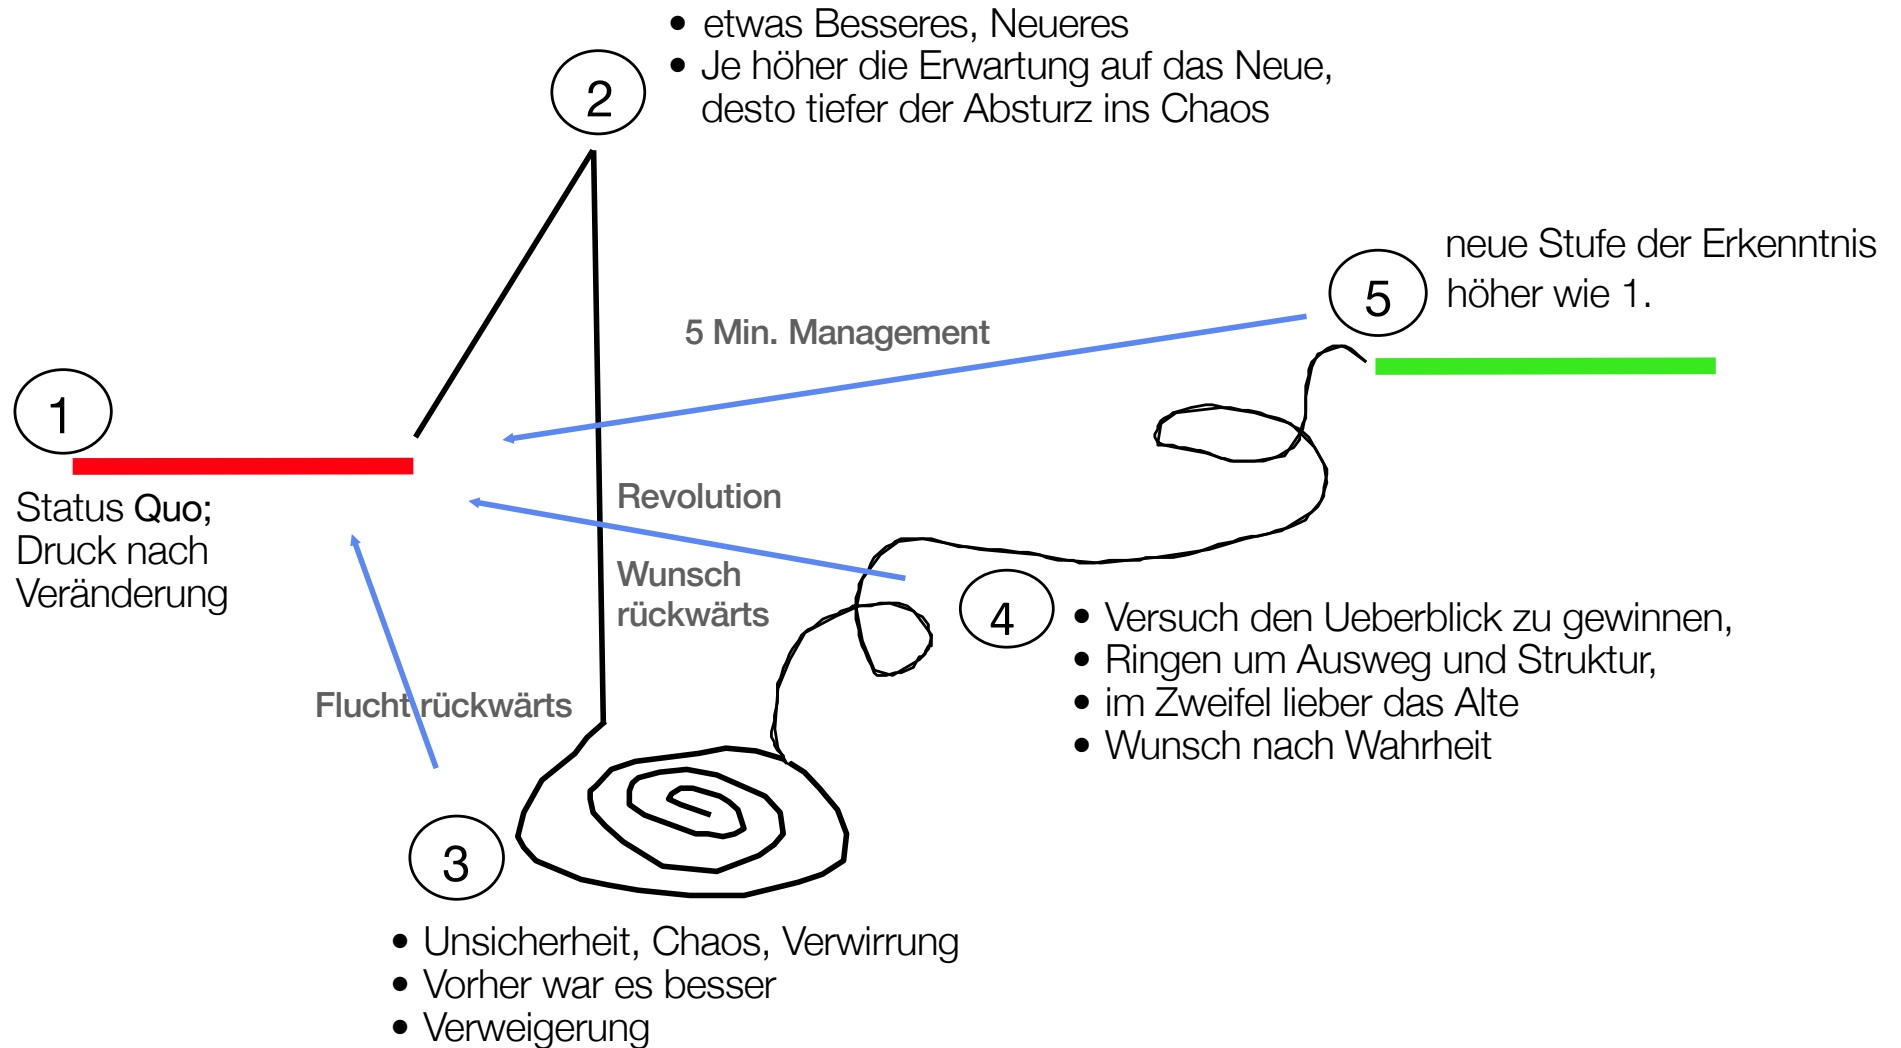 • etwas Besseres, Neueres
• Je höher die Erwartung auf das Neue,
desto tiefer der Absturz ins Chaos
2
neue Stufe der Erkenntnis
höher wie 1.
5
5 Min. Management
1
Status Quo;
Druck nach
Veränderung
Revolution
Wunsch
rückwärts
4
• Versuch den Ueberblick zu gewinnen,
• Ringen um Ausweg und Struktur,
• im Zweifel lieber das Alte
• Wunsch nach Wahrheit
Flucht rückwärts
3
• Unsicherheit, Chaos, Verwirrung
• Vorher war es besser
• Verweigerung